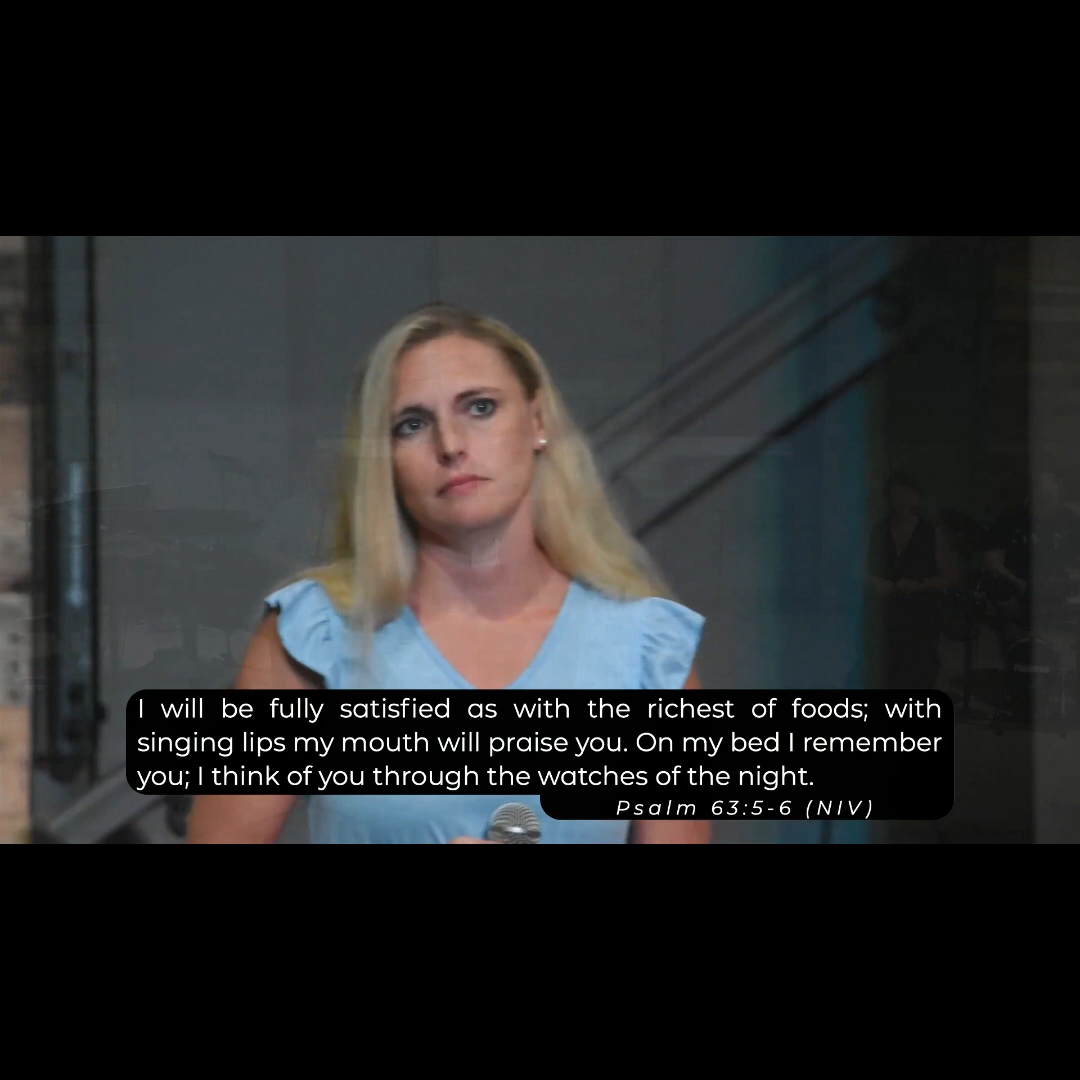 I will be fully satisfied as with the richest of foods; with
singing lips my mouth will praise you. On my bed I remember
you; I think of you through the watches of the night.
Psalm 63:5-6 (NIV)